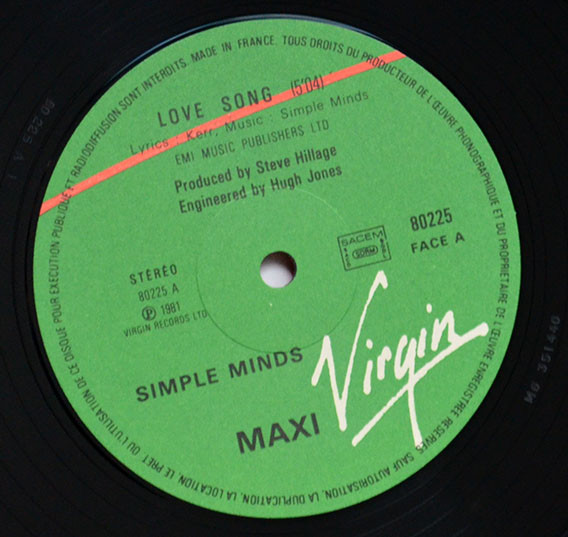 LOVE SONG (5'04)
Lyrics : Kerr, Music : Simple Minds
EMI MUSIC PUBLISHERS LTD
Produced by Steve Hillage
Engineered by Hugh Jones
SACEM
80225
FACE A
STÉRÉO
80225 A
℗ 1981
VIRGIN RECORDS LTD
SIMPLE MINDS
MAXI
Virgin
MADE IN FRANCE. TOUS DROITS DU PRODUCTEUR DE L'ŒUVRE PHONOGRAPHIQUE ET DU PROPRIETAIRE DE L'ŒUVRE ENREGISTREE RESERVES. SAUF AUTORISATION, LA DUPLICATION, LA LOCATION, LE PRET OU L'UTILISATION DE CE DISQUE POUR EXECUTION PUBLIQUE ET RADIODIFFUSION SONT INTERDITS.
MG 351440